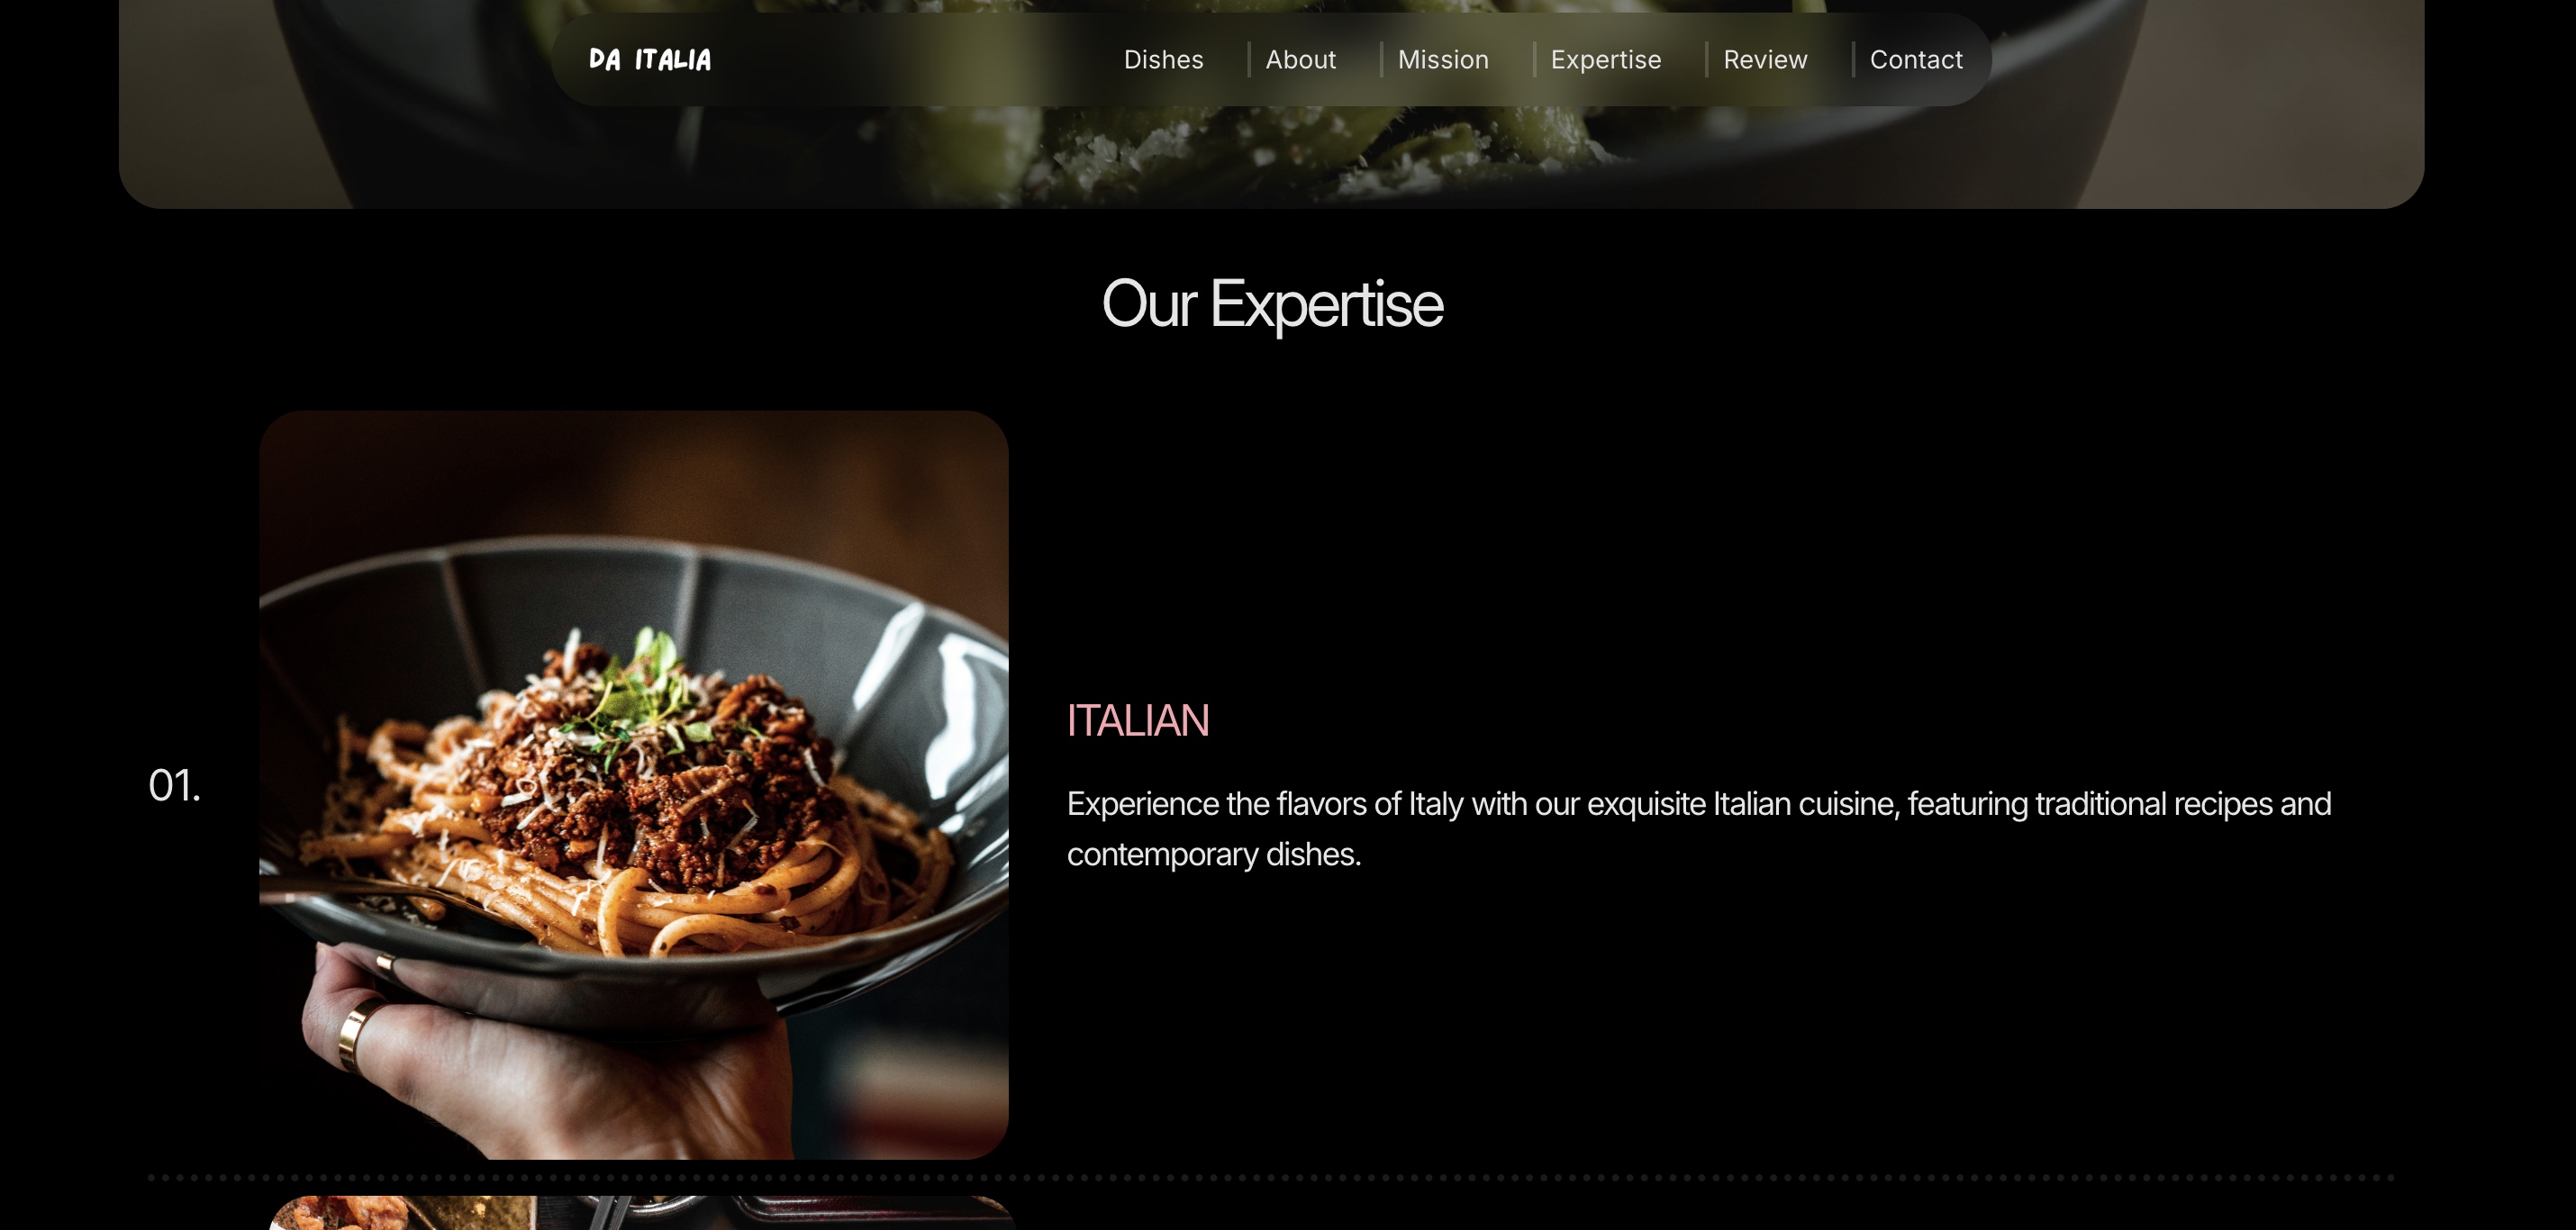 DA ITALIA
Dishes
About
Mission
Expertise
Review
Contact
Our Expertise
01.
ITALIAN
Experience the flavors of Italy with our exquisite Italian cuisine, featuring traditional recipes and
contemporary dishes.